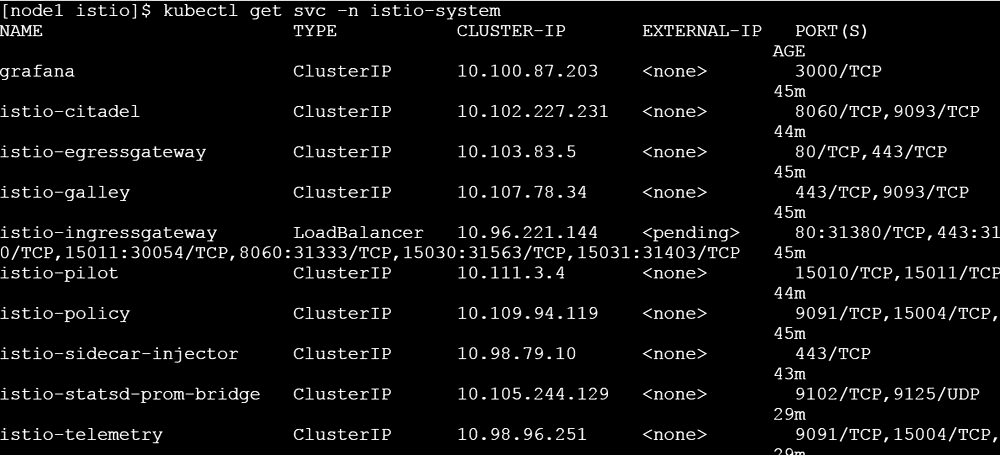 [node1 istio]$ kubectl get svc -n istio-system
NAME TYPE CLUSTER-IP EXTERNAL-IP PORT(S)
AGE
grafana ClusterIP 10.100.87.203 <none> 3000/TCP
45m
istio-citadel ClusterIP 10.102.227.231 <none> 8060/TCP,9093/TCP
44m
istio-egressgateway ClusterIP 10.103.83.5 <none> 80/TCP,443/TCP
45m
istio-galley ClusterIP 10.107.78.34 <none> 443/TCP,9093/TCP
45m
istio-ingressgateway LoadBalancer 10.96.221.144 <pending> 80:31380/TCP,443:31
0/TCP,15011:30054/TCP,8060:31333/TCP,15030:31563/TCP,15031:31403/TCP 45m
istio-pilot ClusterIP 10.111.3.4 <none> 15010/TCP,15011/TCP
44m
istio-policy ClusterIP 10.109.94.119 <none> 9091/TCP,15004/TCP,
45m
istio-sidecar-injector ClusterIP 10.98.79.10 <none> 443/TCP
43m
istio-statsd-prom-bridge ClusterIP 10.105.244.129 <none> 9102/TCP,9125/UDP
29m
istio-telemetry ClusterIP 10.98.96.251 <none> 9091/TCP,15004/TCP,
29m